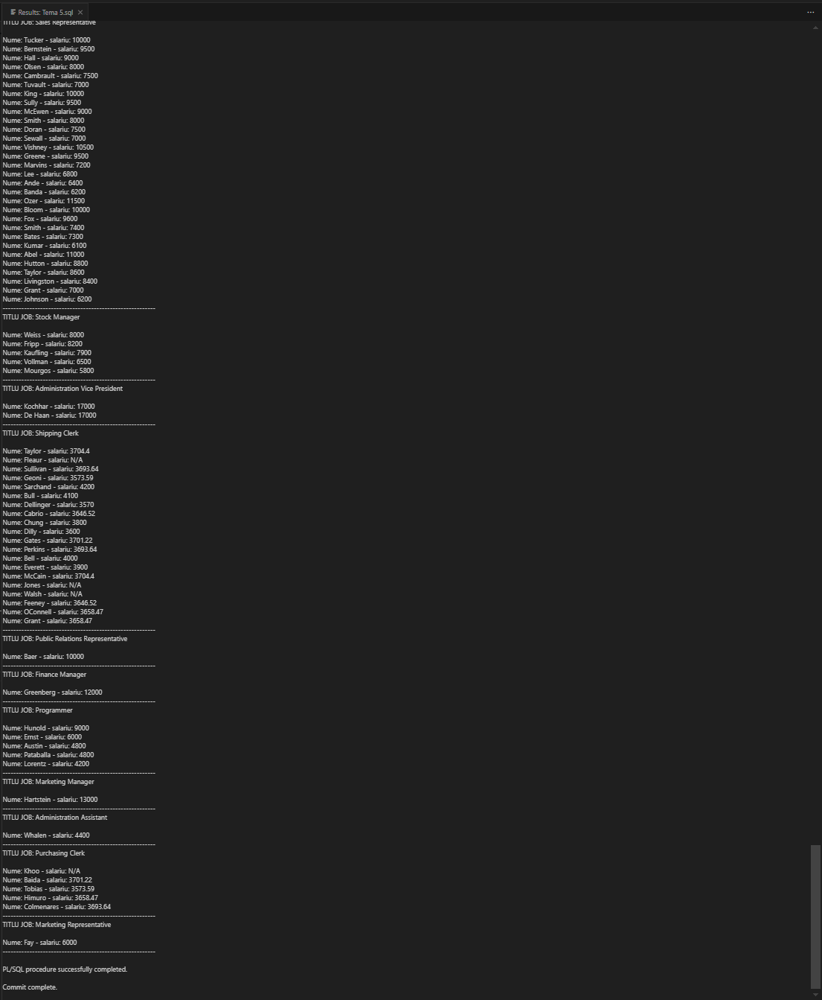 Results: Tema 5.sql
TITLU JOB: Sales Representative
Nume: Tucker - salariu: 10000
Nume: Bernstein - salariu: 9500
Nume: Hall - salariu: 9000
Nume: Olsen - salariu: 8000
Nume: Cambrault - salariu: 7500
Nume: Tuvault - salariu: 7000
Nume: King - salariu: 10000
Nume: Sully - salariu: 9500
Nume: McEwen - salariu: 9000
Nume: Smith - salariu: 8000
Nume: Doran - salariu: 7500
Nume: Sewall - salariu: 7000
Nume: Vishney - salariu: 10500
Nume: Greene - salariu: 9500
Nume: Marvins - salariu: 7200
Nume: Lee - salariu: 6800
Nume: Ande - salariu: 6400
Nume: Banda - salariu: 6200
Nume: Ozer - salariu: 11500
Nume: Bloom - salariu: 10000
Nume: Fox - salariu: 9600
Nume: Smith - salariu: 7400
Nume: Bates - salariu: 7300
Nume: Kumar - salariu: 6100
Nume: Abel - salariu: 11000
Nume: Hutton - salariu: 8800
Nume: Taylor - salariu: 8600
Nume: Livingston - salariu: 8400
Nume: Grant - salariu: 7000
Nume: Johnson - salariu: 6200
----------------------------------------------------------
TITLU JOB: Stock Manager
Nume: Weiss - salariu: 8000
Nume: Fripp - salariu: 8200
Nume: Kaufling - salariu: 7900
Nume: Vollman - salariu: 6500
Nume: Mourgos - salariu: 5800
----------------------------------------------------------
TITLU JOB: Administration Vice President
Nume: Kochhar - salariu: 17000
Nume: De Haan - salariu: 17000
----------------------------------------------------------
TITLU JOB: Shipping Clerk
Nume: Taylor - salariu: 3704.4
Nume: Fleaur - salariu: N/A
Nume: Sullivan - salariu: 3693.64
Nume: Geoni - salariu: 3573.59
Nume: Sarchand - salariu: 4200
Nume: Bull - salariu: 4100
Nume: Dellinger - salariu: 3570
Nume: Cabrio - salariu: 3646.52
Nume: Chung - salariu: 3800
Nume: Dilly - salariu: 3600
Nume: Gates - salariu: 3701.22
Nume: Perkins - salariu: 3693.64
Nume: Bell - salariu: 4000
Nume: Everett - salariu: 3900
Nume: McCain - salariu: 3704.4
Nume: Jones - salariu: N/A
Nume: Walsh - salariu: N/A
Nume: Feeney - salariu: 3646.52
Nume: OConnell - salariu: 3658.47
Nume: Grant - salariu: 3658.47
----------------------------------------------------------
TITLU JOB: Public Relations Representative
Nume: Baer - salariu: 10000
----------------------------------------------------------
TITLU JOB: Finance Manager
Nume: Greenberg - salariu: 12000
----------------------------------------------------------
TITLU JOB: Programmer
Nume: Hunold - salariu: 9000
Nume: Ernst - salariu: 6000
Nume: Austin - salariu: 4800
Nume: Pataballa - salariu: 4800
Nume: Lorentz - salariu: 4200
----------------------------------------------------------
TITLU JOB: Marketing Manager
Nume: Hartstein - salariu: 13000
----------------------------------------------------------
TITLU JOB: Administration Assistant
Nume: Whalen - salariu: 4400
----------------------------------------------------------
TITLU JOB: Purchasing Clerk
Nume: Khoo - salariu: N/A
Nume: Baida - salariu: 3701.22
Nume: Tobias - salariu: 3573.59
Nume: Himuro - salariu: 3658.47
Nume: Colmenares - salariu: 3693.64
----------------------------------------------------------
TITLU JOB: Marketing Representative
Nume: Fay - salariu: 6000
----------------------------------------------------------
PL/SQL procedure successfully completed.
Commit complete.